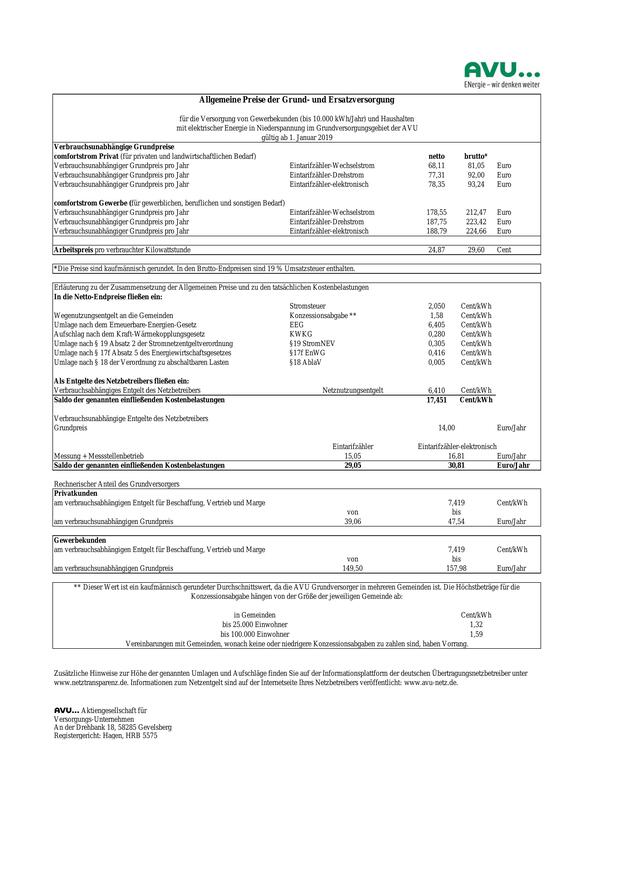 AVU...
ENergie – wir denken weiter
Allgemeine Preise der Grund- und Ersatzversorgung
für die Versorgung von Gewerbekunden (bis 10.000 kWh/Jahr) und Haushalten
mit elektrischer Energie in Niederspannung im Grundversorgungsgebiet der AVU
gültig ab 1. Januar 2019
Verbrauchsunabhängige Grundpreise
comfortstrom Privat (für privaten und landwirtschaftlichen Bedarf) netto brutto*
Verbrauchsunabhängiger Grundpreis pro Jahr Eintarifzähler-Wechselstrom 68,11 81,05 Euro
Verbrauchsunabhängiger Grundpreis pro Jahr Eintarifzähler-Drehstrom 77,31 92,00 Euro
Verbrauchsunabhängiger Grundpreis pro Jahr Eintarifzähler-elektronisch 78,35 93,24 Euro
comfortstrom Gewerbe (für gewerblichen, beruflichen und sonstigen Bedarf)
Verbrauchsunabhängiger Grundpreis pro Jahr Eintarifzähler-Wechselstrom 178,55 212,47 Euro
Verbrauchsunabhängiger Grundpreis pro Jahr Eintarifzähler-Drehstrom 187,75 223,42 Euro
Verbrauchsunabhängiger Grundpreis pro Jahr Eintarifzähler-elektronisch 188,79 224,66 Euro
Arbeitspreis pro verbrauchter Kilowattstunde 24,87 29,60 Cent
*Die Preise sind kaufmännisch gerundet. In den Brutto-Endpreisen sind 19 % Umsatzsteuer enthalten.
Erläuterung zu der Zusammensetzung der Allgemeinen Preise und zu den tatsächlichen Kostenbelastungen
In die Netto-Endpreise fließen ein:
Stromsteuer 2,050 Cent/kWh
Wegenutzungsentgelt an die Gemeinden Konzessionsabgabe ** 1,58 Cent/kWh
Umlage nach dem Erneuerbare-Energien-Gesetz EEG 6,405 Cent/kWh
Aufschlag nach dem Kraft-Wärmekopplungsgesetz KWKG 0,280 Cent/kWh
Umlage nach § 19 Absatz 2 der Stromnetzentgeltverordnung §19 StromNEV 0,305 Cent/kWh
Umlage nach § 17f Absatz 5 des Energiewirtschaftsgesetzes §17f EnWG 0,416 Cent/kWh
Umlage nach § 18 der Verordnung zu abschaltbaren Lasten §18 AblaV 0,005 Cent/kWh
Als Entgelte des Netzbetreibers fließen ein:
Verbrauchsabhängiges Entgelt des Netzbetreibers Netznutzungsentgelt 6,410 Cent/kWh
Saldo der genannten einfließenden Kostenbelastungen 17,451 Cent/kWh
Verbrauchsunabhängige Entgelte des Netzbetreibers
Grundpreis 14,00 Euro/Jahr
Eintarifzähler Eintarifzähler-elektronisch
Messung + Messstellenbetrieb 15,05 16,81 Euro/Jahr
Saldo der genannten einfließenden Kostenbelastungen 29,05 30,81 Euro/Jahr
Rechnerischer Anteil des Grundversorgers
Privatkunden
am verbrauchsabhängigen Entgelt für Beschaffung, Vertrieb und Marge 7,419 Cent/kWh
von bis
am verbrauchsunabhängigen Grundpreis 39,06 47,54 Euro/Jahr
Gewerbekunden
am verbrauchsabhängigen Entgelt für Beschaffung, Vertrieb und Marge 7,419 Cent/kWh
von bis
am verbrauchsunabhängigen Grundpreis 149,50 157,98 Euro/Jahr
** Dieser Wert ist ein kaufmännisch gerundeter Durchschnittswert, da die AVU Grundversorger in mehreren Gemeinden ist. Die Höchstbeträge für die
Konzessionsabgabe hängen von der Größe der jeweiligen Gemeinde ab:
in Gemeinden Cent/kWh
bis 25.000 Einwohner 1,32
bis 100.000 Einwohner 1,59
Vereinbarungen mit Gemeinden, wonach keine oder niedrigere Konzessionsabgaben zu zahlen sind, haben Vorrang.
Zusätzliche Hinweise zur Höhe der genannten Umlagen und Aufschläge finden Sie auf der Informationsplattform der deutschen Übertragungsnetzbetreiber unter
www.netztransparenz.de. Informationen zum Netzentgelt sind auf der Internetseite Ihres Netzbetreibers veröffentlicht: www.avu-netz.de.
AVU... Aktiengesellschaft für
Versorgungs-Unternehmen
An der Drehbank 18, 58285 Gevelsberg
Registergericht: Hagen, HRB 5575